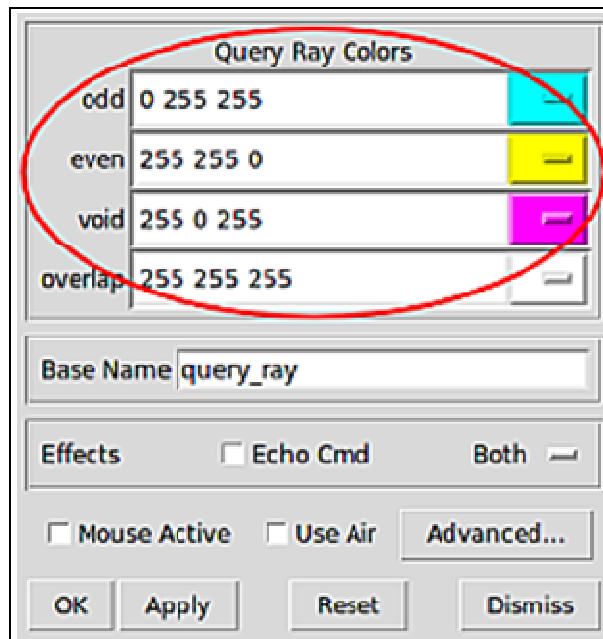 Query Ray Colors
odd 0 255 255
even 255 255 0
void 255 0 255
overlap 255 255 255
Base Name query_ray
Effects Echo Cmd Both
Mouse Active Use Air Advanced...
OK Apply Reset Dismiss